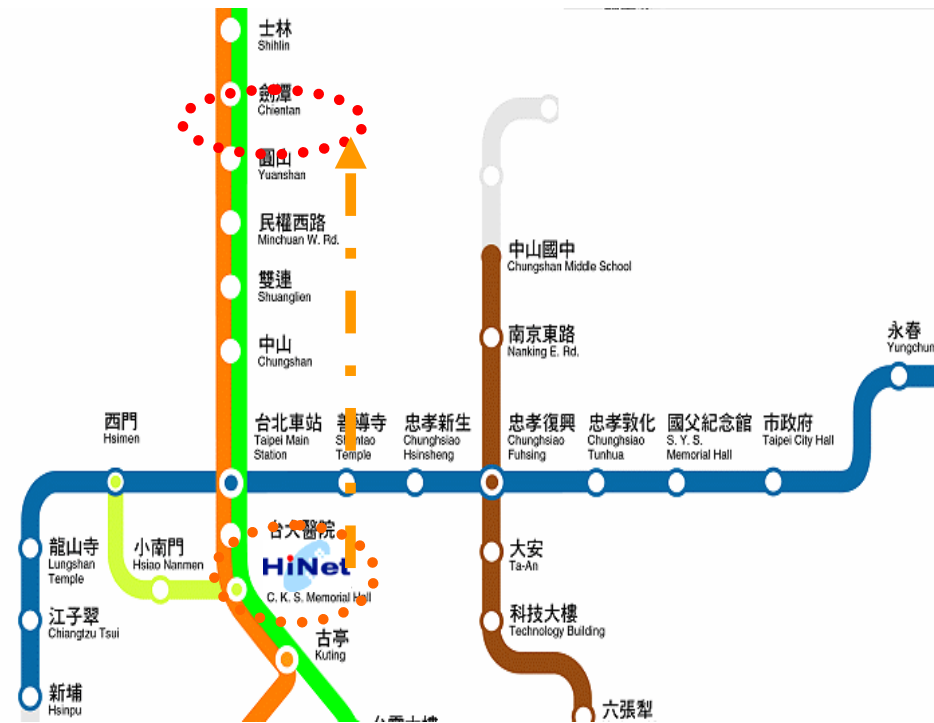 士林
Shihlin
劍潭
Chientan
圓山
Yuanshan
民權西路
Minchuan W. Rd.
雙連
Shuanglien
中山
Chungshan
中山國中
Chungshan Middle School
南京東路
Nanking E. Rd.
永春
Yungchun
西門
Hsimen
台北車站
Taipei Main
Station
善導寺
Shantao
Temple
忠孝新生
Chunghsiao
Hsinsheng
忠孝復興
Chunghsiao
Fuhsing
忠孝敦化
Chunghsiao
Tunhua
國父紀念館
S. Y. S.
Memorial Hall
市政府
Taipei City Hall
龍山寺
Lungshan
Temple
小南門
Hsiao Nanmen
台大醫院
HiNet
C. K. S. Memorial Hall
大安
Ta-An
江子翠
Chiangtzu Tsui
古亭
Kuting
科技大樓
Technology Building
新埔
Hsinpu
六張犁